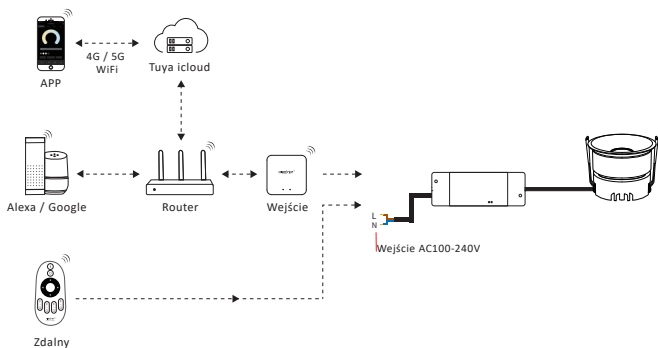 4G / 5G
WiFi
APP
Tuya icloud
Alexa / Google
Router
Wejście
L
N
Wejście AC100-240V
Zdalny